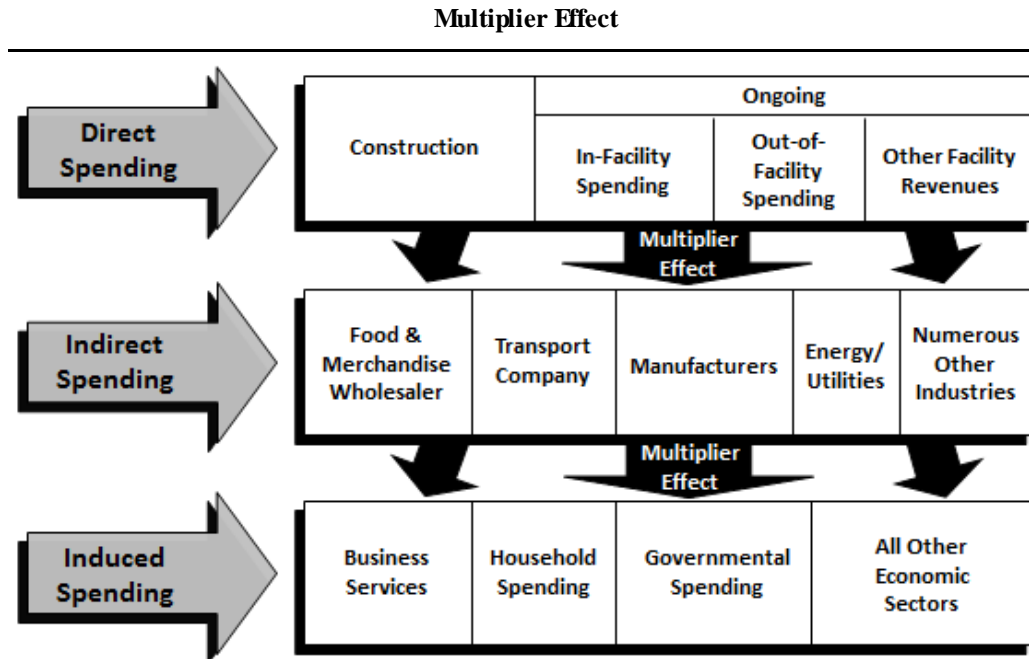 Multiplier Effect
Direct
Spending
Construction
Ongoing
In-Facility
Spending
Out-of-
Facility
Spending
Other Facility
Revenues
Multiplier
Effect
Indirect
Spending
Food &
Merchandise
Wholesaler
Transport
Company
Manufacturers
Energy/
Utilities
Numerous
Other
Industries
Multiplier
Effect
Induced
Spending
Business
Services
Household
Spending
Governmental
Spending
All Other
Economic
Sectors